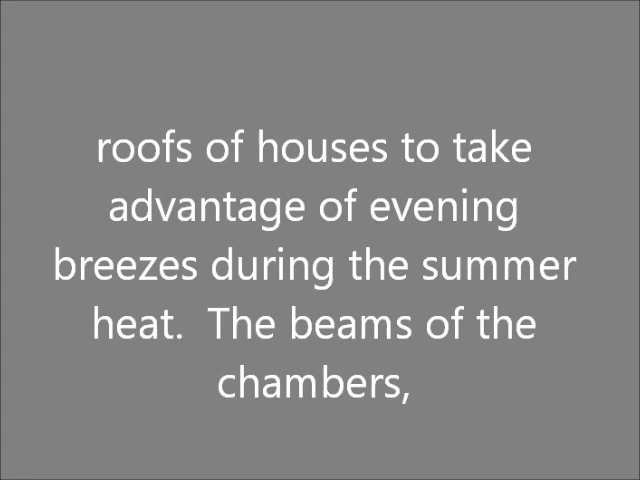 roofs of houses to take
advantage of evening
breezes during the summer
heat.  The beams of the
chambers,